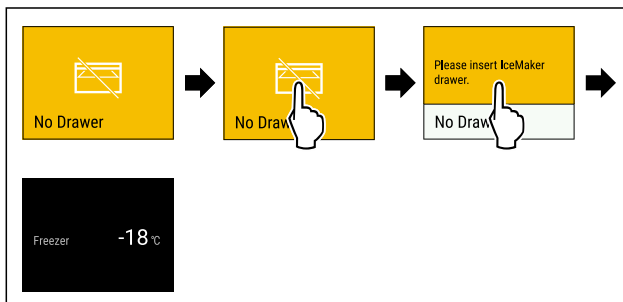 No Drawer
No Draw
Please insert IceMaker
drawer.
No Draw
Freezer -18 °C